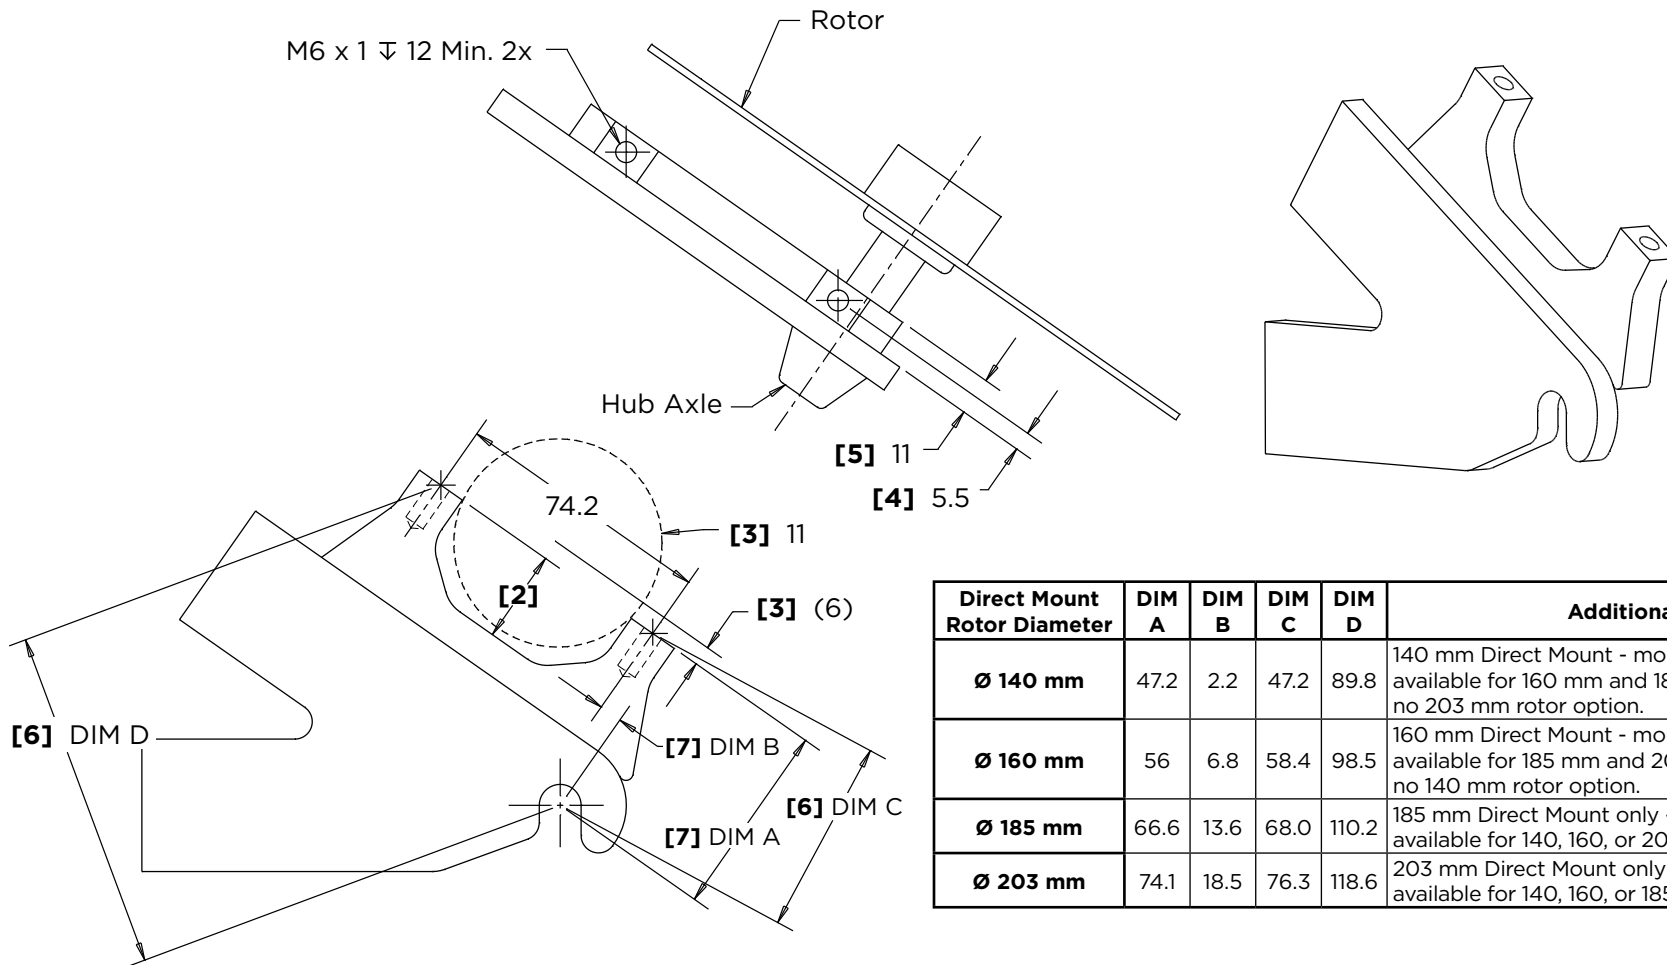 Rotor
M6 x 1 ↧ 12 Min. 2x
Hub Axle
[5] 11
[4] 5.5
74.2
[3] 11
[2]
[3] (6)
[6] DIM D
[7] DIM B
[6] DIM C
[7] DIM A
Direct Mount Rotor Diameter DIM A DIM B DIM C DIM D
Ø 140 mm 47.2 2.2 47.2 89.8
140 mm Direct Mount -
available for 160 mm and
no 203 mm rotor option.
Ø 160 mm 56 6.8 58.4 98.5
160 mm Direct Mount -
available for 185 mm and
no 140 mm rotor option.
Ø 185 mm 66.6 13.6 68.0 110.2
185 mm Direct Mount only -
available for 140, 160, or
Ø 203 mm 74.1 18.5 76.3 118.6
203 mm Direct Mount only
available for 140, 160, or